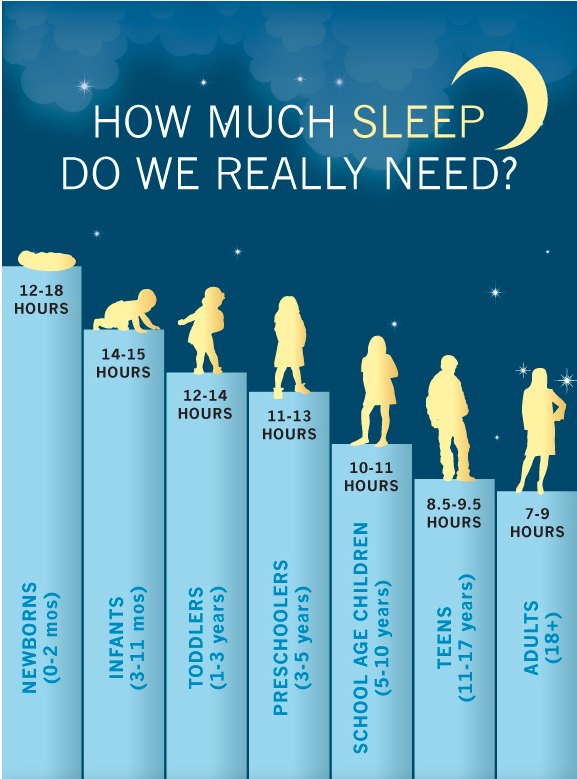 HOW MUCH SLEEP
DO WE REALLY NEED?
12-18
HOURS
NEWBORNS
(0-2 mos)
14-15
HOURS
INFANTS
(3-11 mos)
12-14
HOURS
TODDLERS
(1-3 years)
11-13
HOURS
PRESCHOOLERS
(3-5 years)
10-11
HOURS
SCHOOL AGE CHILDREN
(5-10 years)
8.5-9.5
HOURS
TEENS
(11-17 years)
7-9
HOURS
ADULTS
(18+)